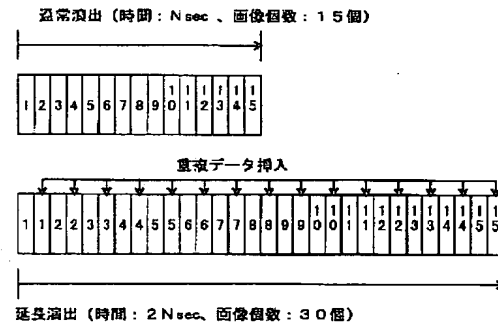 通常演出（時間：Nsec 、画像個数：15個）
1 2 3 4 5 6 7 8 9 10 11 12 13 14 15
重複データ挿入
1 1 2 2 3 3 4 4 5 5 6 6 7 7 8 8 9 9 10 10 11 11 12 12 13 13 14 14 15 15
延長演出（時間：2Nsec、画像個数：30個）